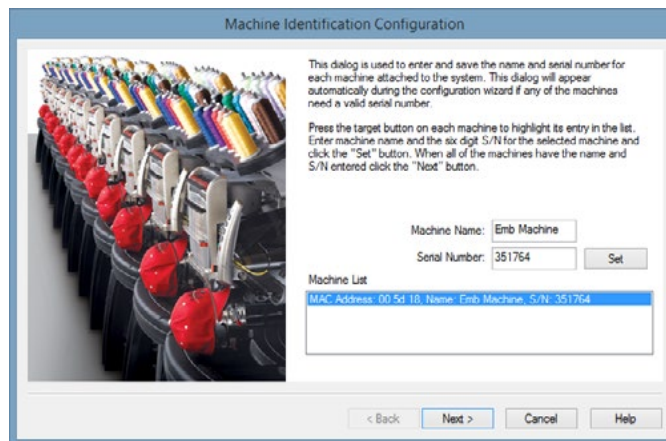 Machine Identification Configuration
This dialog is used to enter and save the name and serial number for
each machine attached to the system. This dialog will appear
automatically during the configuration wizard if any of the machines
need a valid serial number.
Press the target button on each machine to highlight its entry in the list.
Enter machine name and the six digit S/N for the selected machine and
click the "Set" button. When all of the machines have the name and
S/N entered click the "Next" button.
Machine Name: Emb Machine
Serial Number: 351764 Set
Machine List
MAC Address: 00 5d 18, Name: Emb Machine, S/N: 351764
< Back Next > Cancel Help